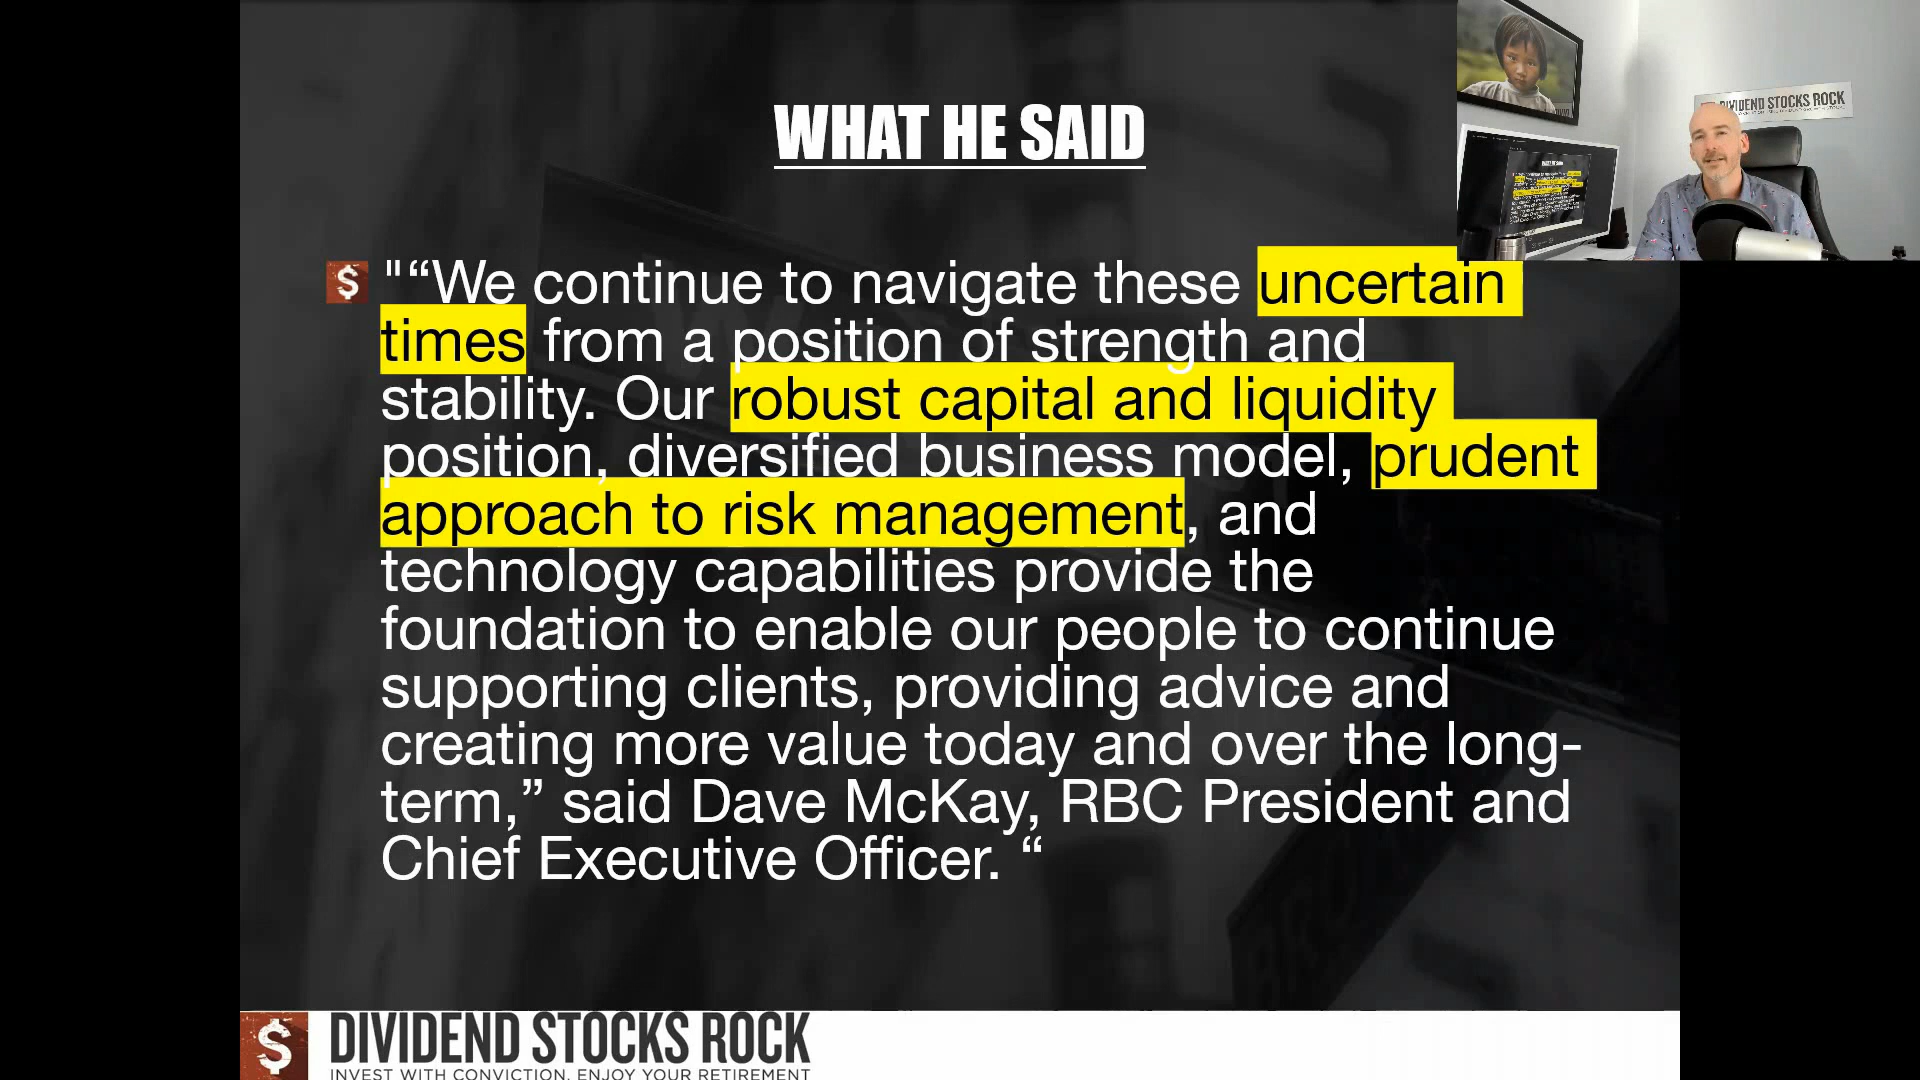 WHAT HE SAID
DIVIDEND STOCKS ROCK
"“We continue to navigate these uncertain
times from a position of strength and
stability. Our robust capital and liquidity
position, diversified business model, prudent
approach to risk management, and
technology capabilities provide the
foundation to enable our people to continue
supporting clients, providing advice and
creating more value today and over the long-
term,” said Dave McKay, RBC President and
Chief Executive Officer. “
$ DIVIDEND STOCKS ROCK
INVEST WITH CONVICTION. ENJOY YOUR RETIREMENT